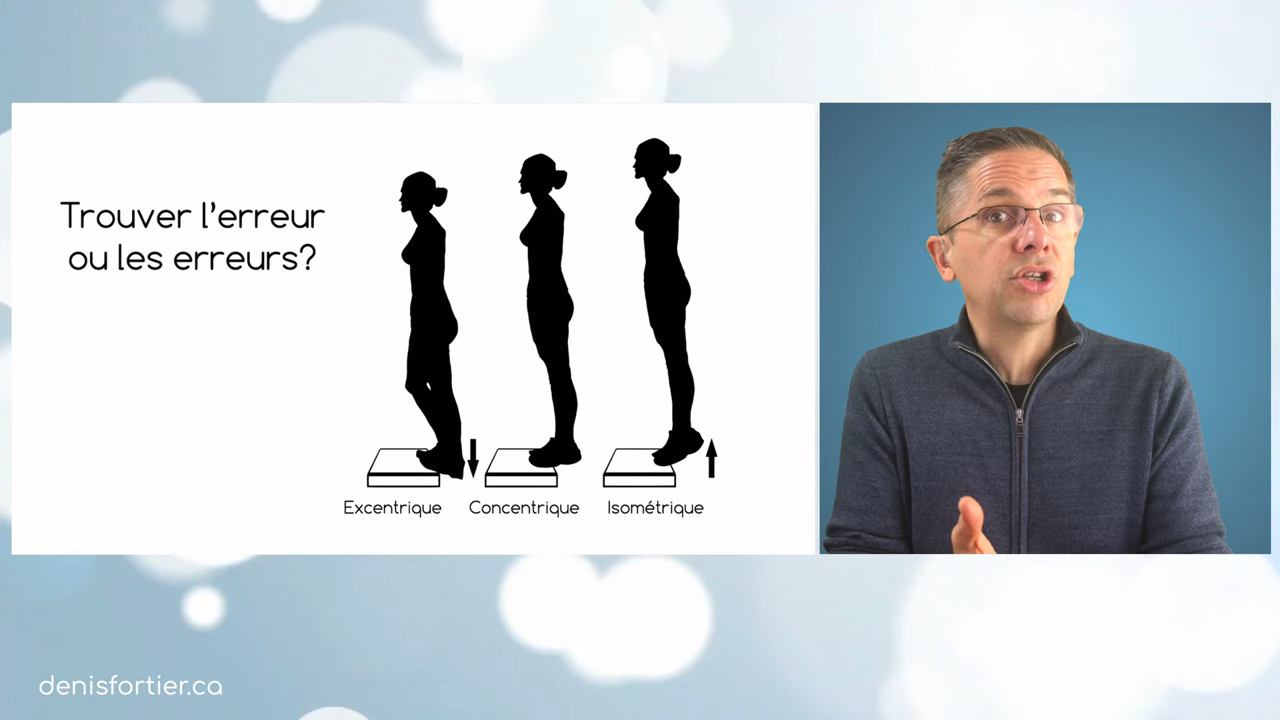 Trouver l'erreur
ou les erreurs?
Excentrique
Concentrique
Isométrique
denisfortier.ca